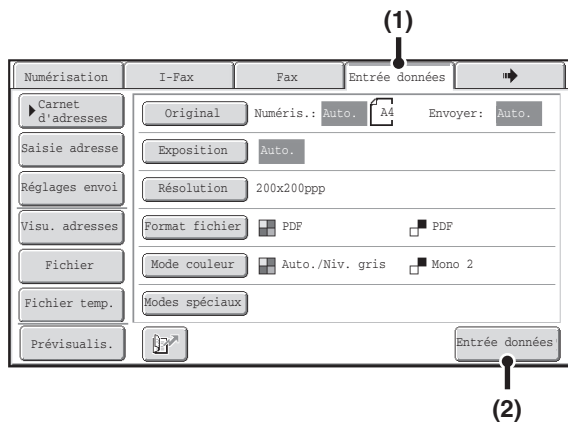 (1)
Numérisation I-Fax Fax Entrée données
Carnet d'adresses
Original Numéris.: Auto. A4 Envoyer: Auto.
Saisie adresse
Exposition Auto.
Réglages envoi
Résolution 200x200ppp
Visu. adresses
Format fichier PDF PDF
Fichier
Mode couleur Auto./Niv. gris Mono 2
Fichier temp.
Modes spéciaux
Prévisualis.
Entrée données
(2)